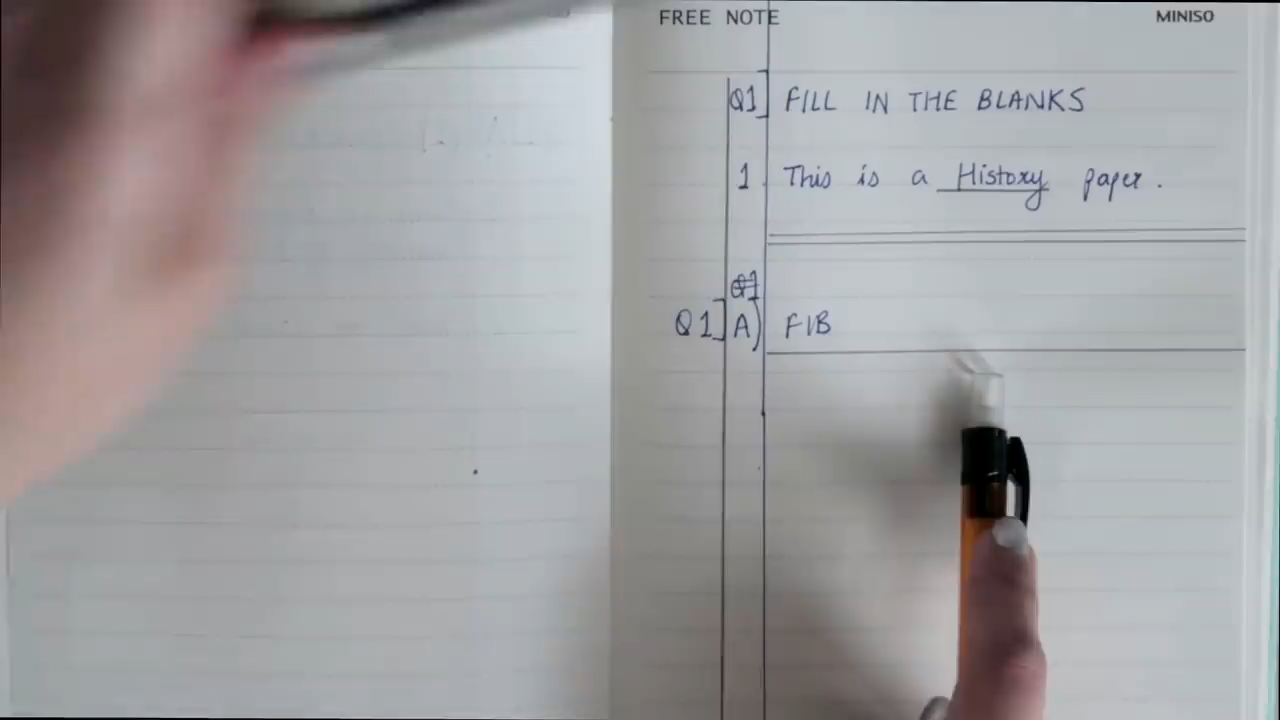 FREE NOTE MINISO
Q1] FILL IN THE BLANKS
1. This is a History paper.
Q1]
Q1] A) FIB